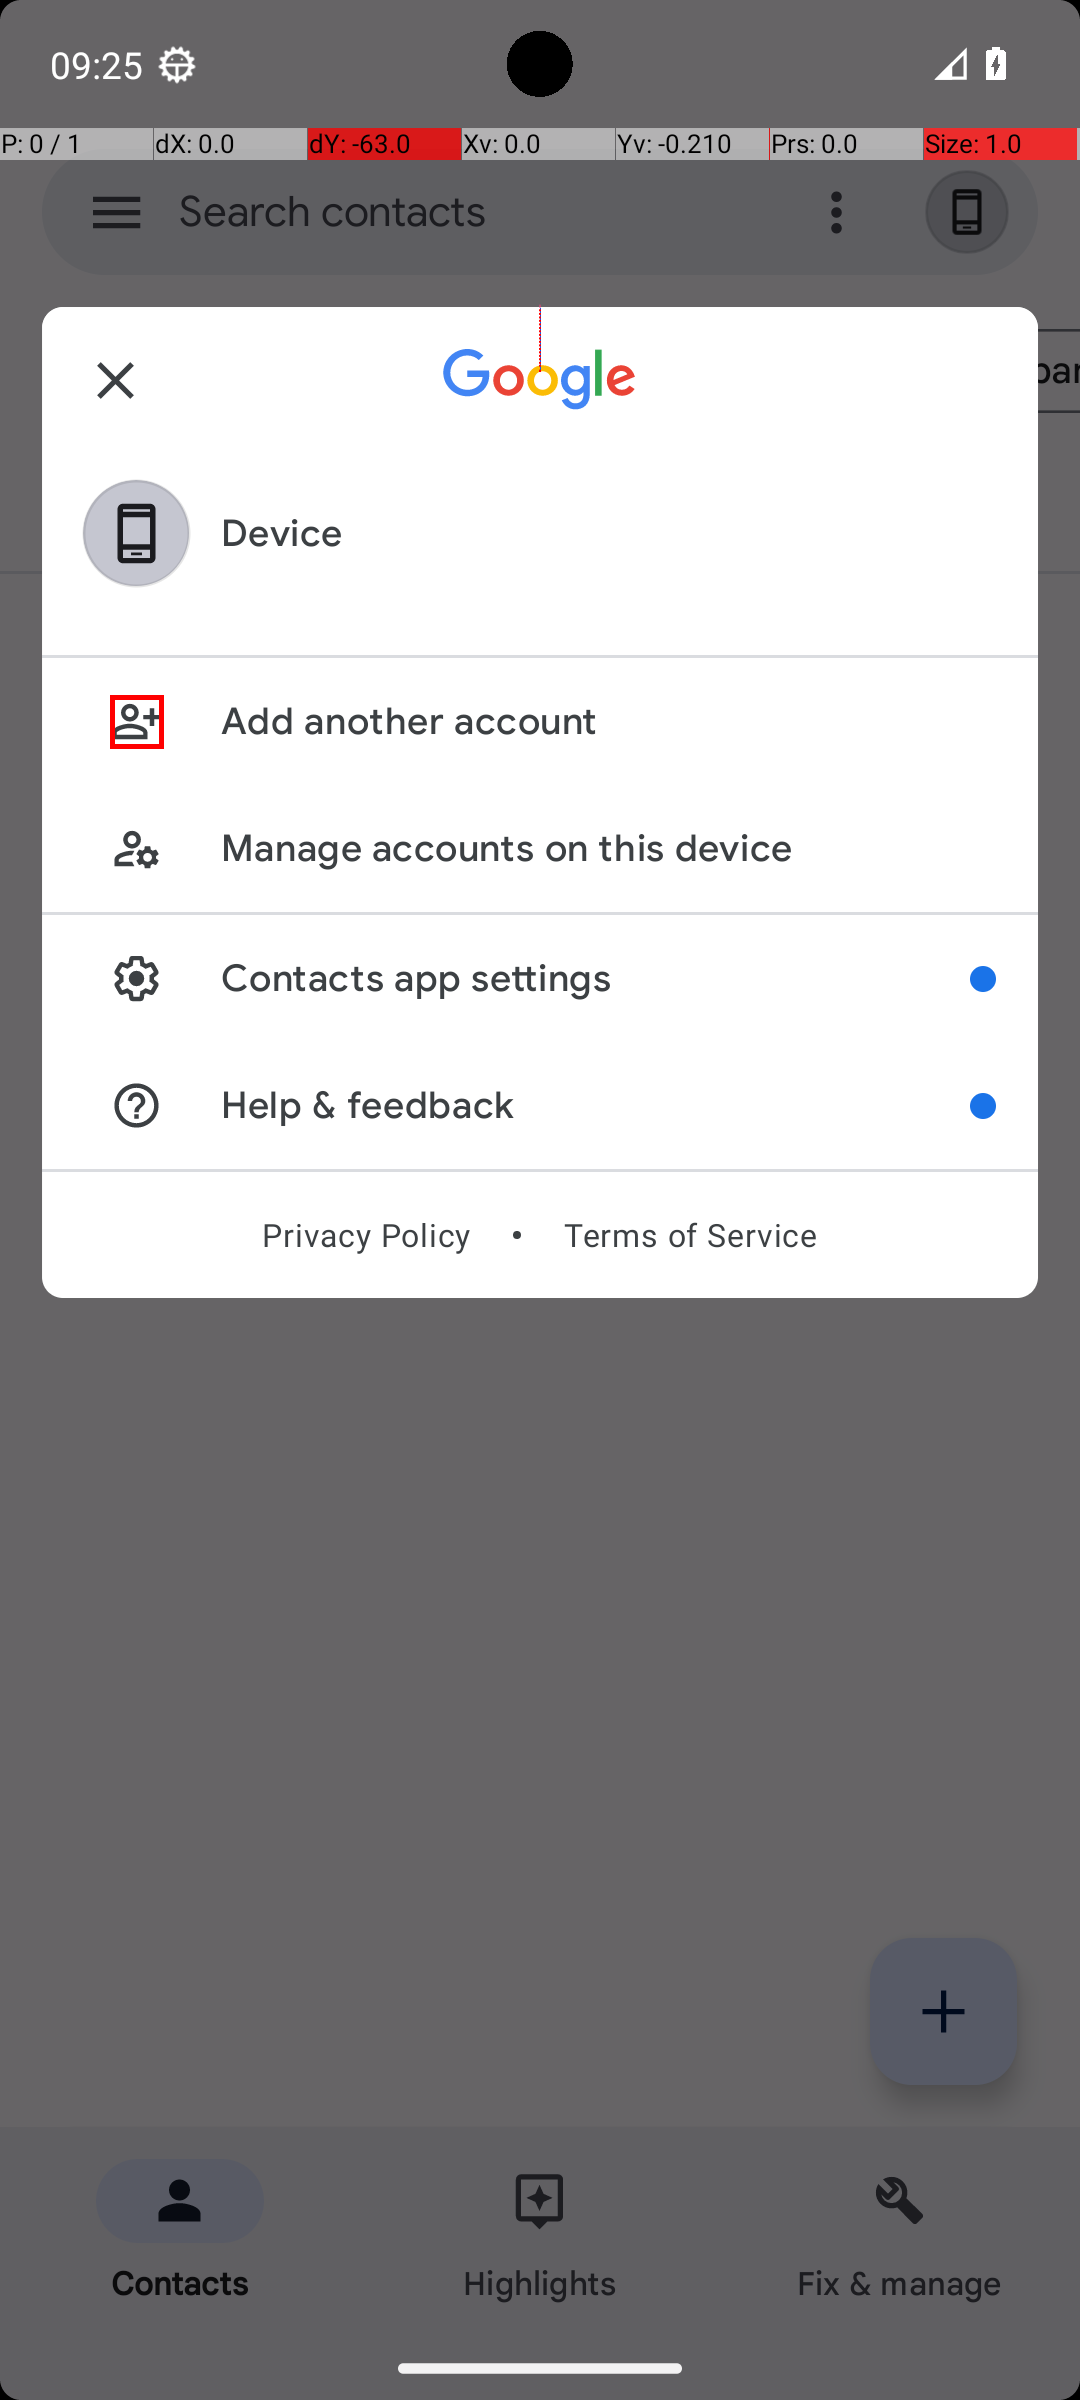 09:25
P: 0 / 1 dX: 0.0 dY: -63.0 Xv: 0.0 Yv: -0.210 Prs: 0.0 Size: 1.0
Search contacts
Google
Device
Add another account
Manage accounts on this device
Contacts app settings
Help & feedback
Privacy Policy • Terms of Service
Contacts Highlights Fix & manage